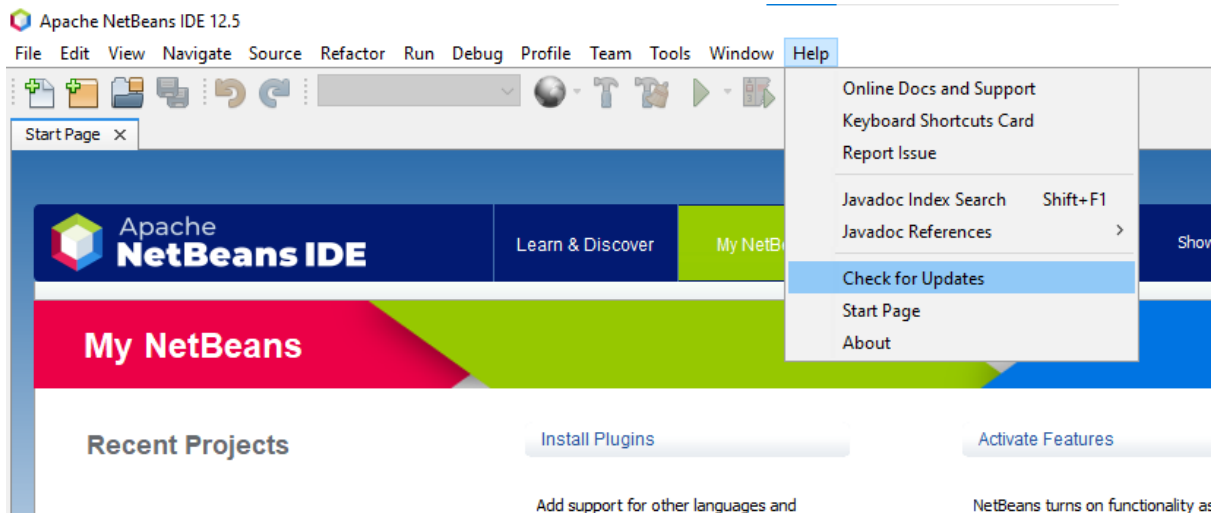 Apache NetBeans IDE 12.5
File Edit View Navigate Source Refactor Run Debug Profile Team Tools Window Help
Online Docs and Support
Keyboard Shortcuts Card
Report Issue
Javadoc Index Search Shift+F1
Javadoc References
Check for Updates
Start Page
About
Start Page
Apache
NetBeans IDE
Learn & Discover
My NetB
Show
My NetBeans
Recent Projects
Install Plugins
Activate Features
Add support for other languages and
NetBeans turns on functionality as